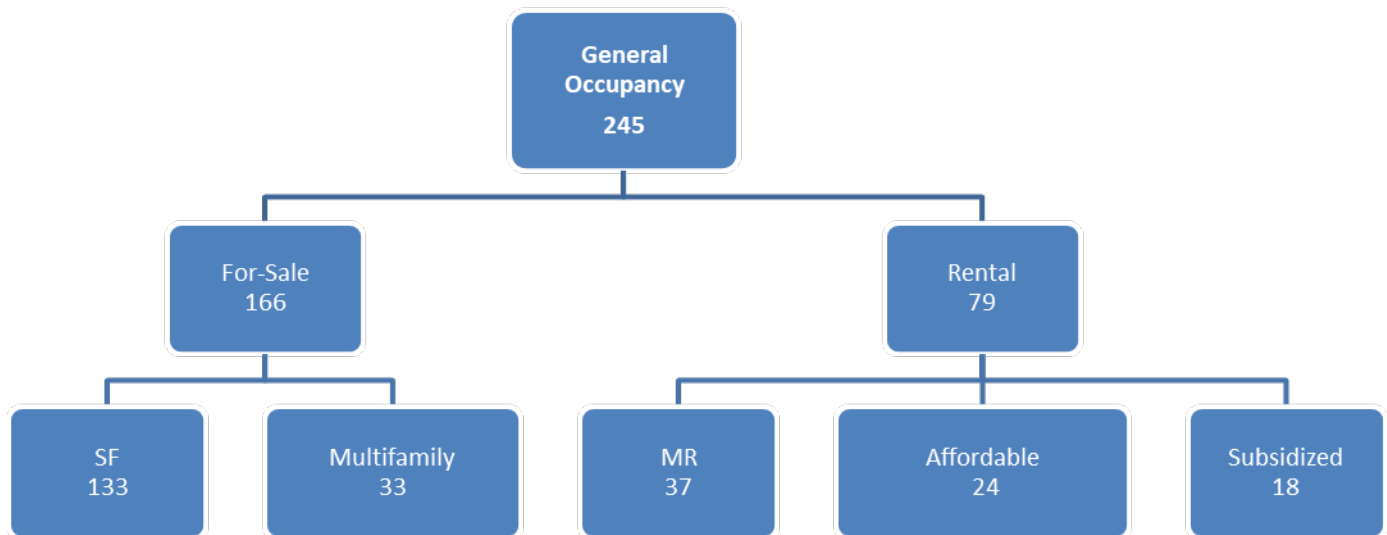 General
Occupancy
245
For-Sale
166
Rental
79
SF
133
Multifamily
33
MR
37
Affordable
24
Subsidized
18